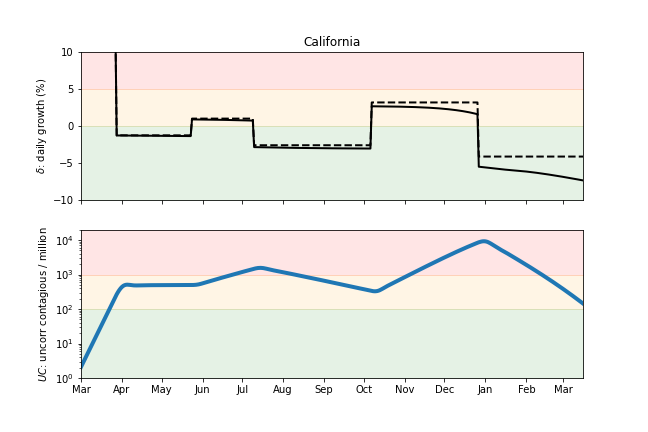 California
10
5
0
−5
−10
δ: daily growth (%)
10⁴
10³
10²
10¹
10⁰
UC: uncorr contagious / million
Mar Apr May Jun Jul Aug Sep Oct Nov Dec Jan Feb Mar